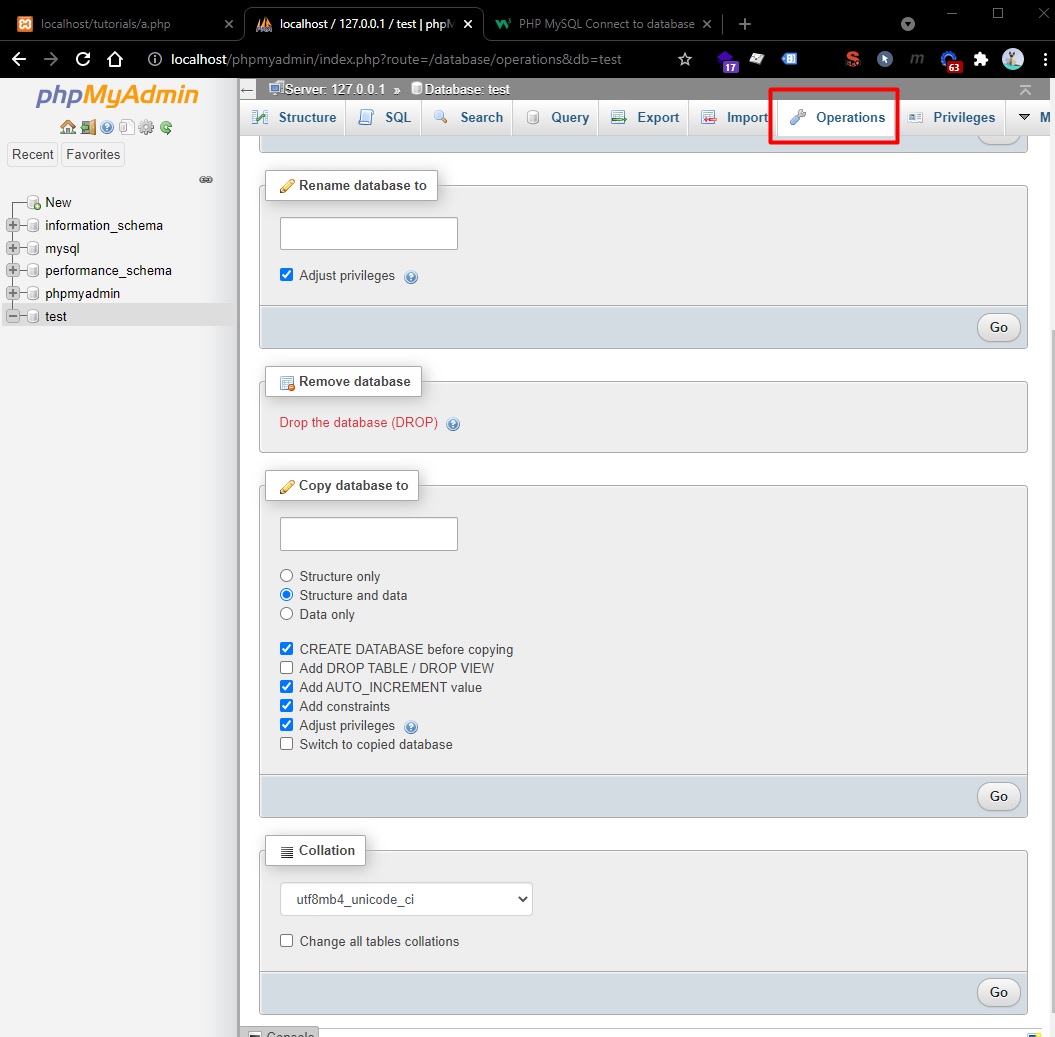 localhost/tutorials/a.php
localhost / 127.0.0.1 / test | phpM
PHP MySQL Connect to database
localhost/phpmyadmin/index.php?route=/database/operations&db=test
17
63
phpMyAdmin
Recent
Favorites
New
information_schema
mysql
performance_schema
phpmyadmin
test
Server: 127.0.0.1 » Database: test
Structure
SQL
Search
Query
Export
Import
Operations
Privileges
M
Rename database to
Adjust privileges
Go
Remove database
Drop the database (DROP)
Copy database to
Structure only
Structure and data
Data only
CREATE DATABASE before copying
Add DROP TABLE / DROP VIEW
Add AUTO_INCREMENT value
Add constraints
Adjust privileges
Switch to copied database
Go
Collation
utf8mb4_unicode_ci
Change all tables collations
Go
Console